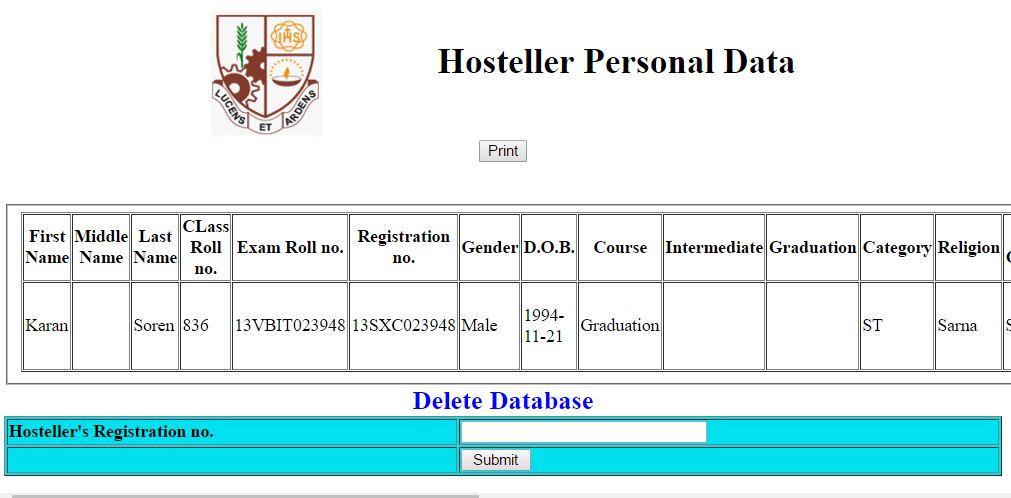 IHS
LUCENS ET ARDENS
Hosteller Personal Data
Print
First Name Middle Name Last Name CLass Roll no. Exam Roll no. Registration no. Gender D.O.B. Course Intermediate Graduation Category Religion
Karan Soren 836 13VBIT023948 13SXC023948 Male 1994-11-21 Graduation ST Sarna
Delete Database
Hosteller's Registration no.
Submit